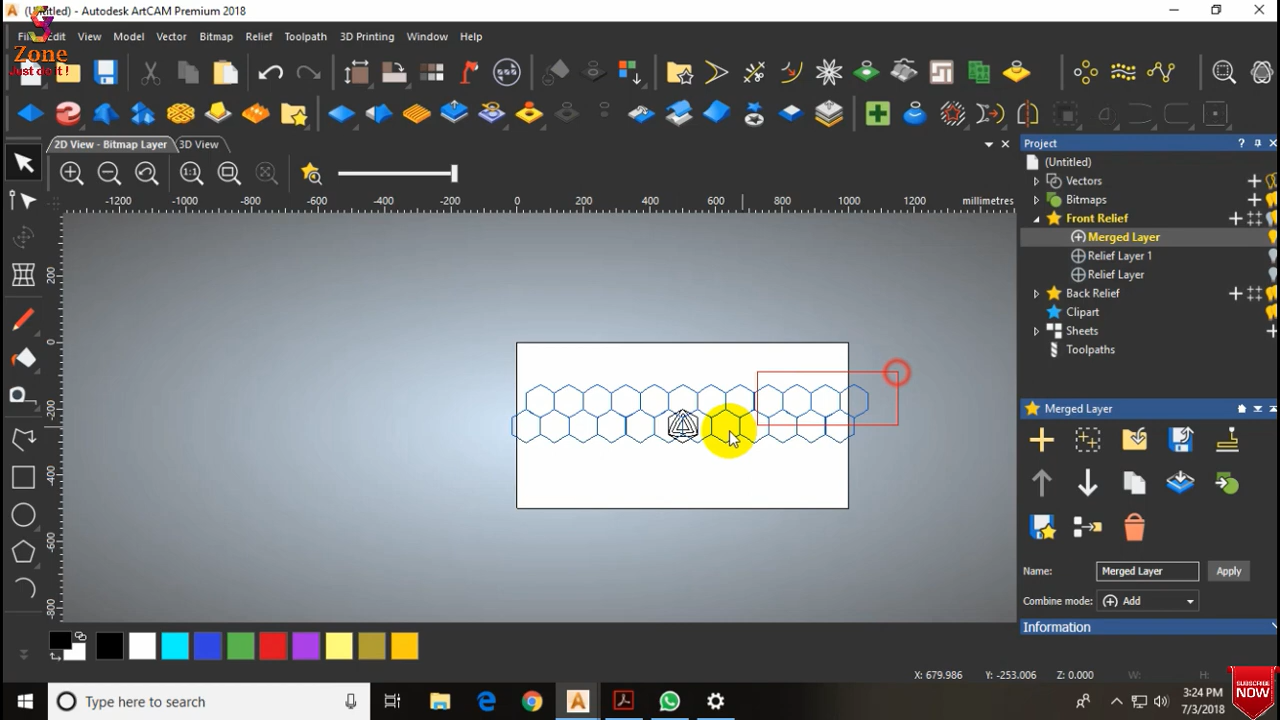 (Untitled) - Autodesk ArtCAM Premium 2018
Edit View Model Vector Bitmap Relief Toolpath 3D Printing Window Help
Zone
Just do it !
2D View - Bitmap Layer
3D View
1:1
-1200 -800 -600 -400 -200 0 200 400 600 800 1000 1200 millimetres
200
0
-200
-400
-600
-800
Project
(Untitled)
Vectors
Bitmaps
Front Relief
Merged Layer
Relief Layer 1
Relief Layer
Back Relief
Clipart
Sheets
Toolpaths
Merged Layer
Name: Merged Layer Apply
Combine mode: Add
Information
X: 679.986 Y: -253.006 Z: 0.000 W: H:
Type here to search
3:24 PM
7/3/2018
SUBSCRIBE
NOW